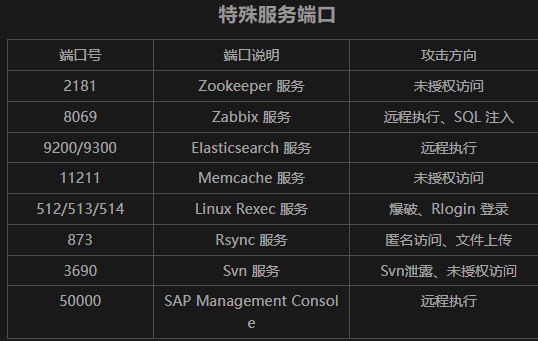 特殊服务端口
端口号 端口说明 攻击方向
2181 Zookeeper 服务 未授权访问
8069 Zabbix 服务 远程执行、SQL 注入
9200/9300 Elasticsearch 服务 远程执行
11211 Memcache 服务 未授权访问
512/513/514 Linux Rexec 服务 爆破、Rlogin 登录
873 Rsync 服务 匿名访问、文件上传
3690 Svn 服务 Svn泄露、未授权访问
50000 SAP Management Consol 远程执行
e